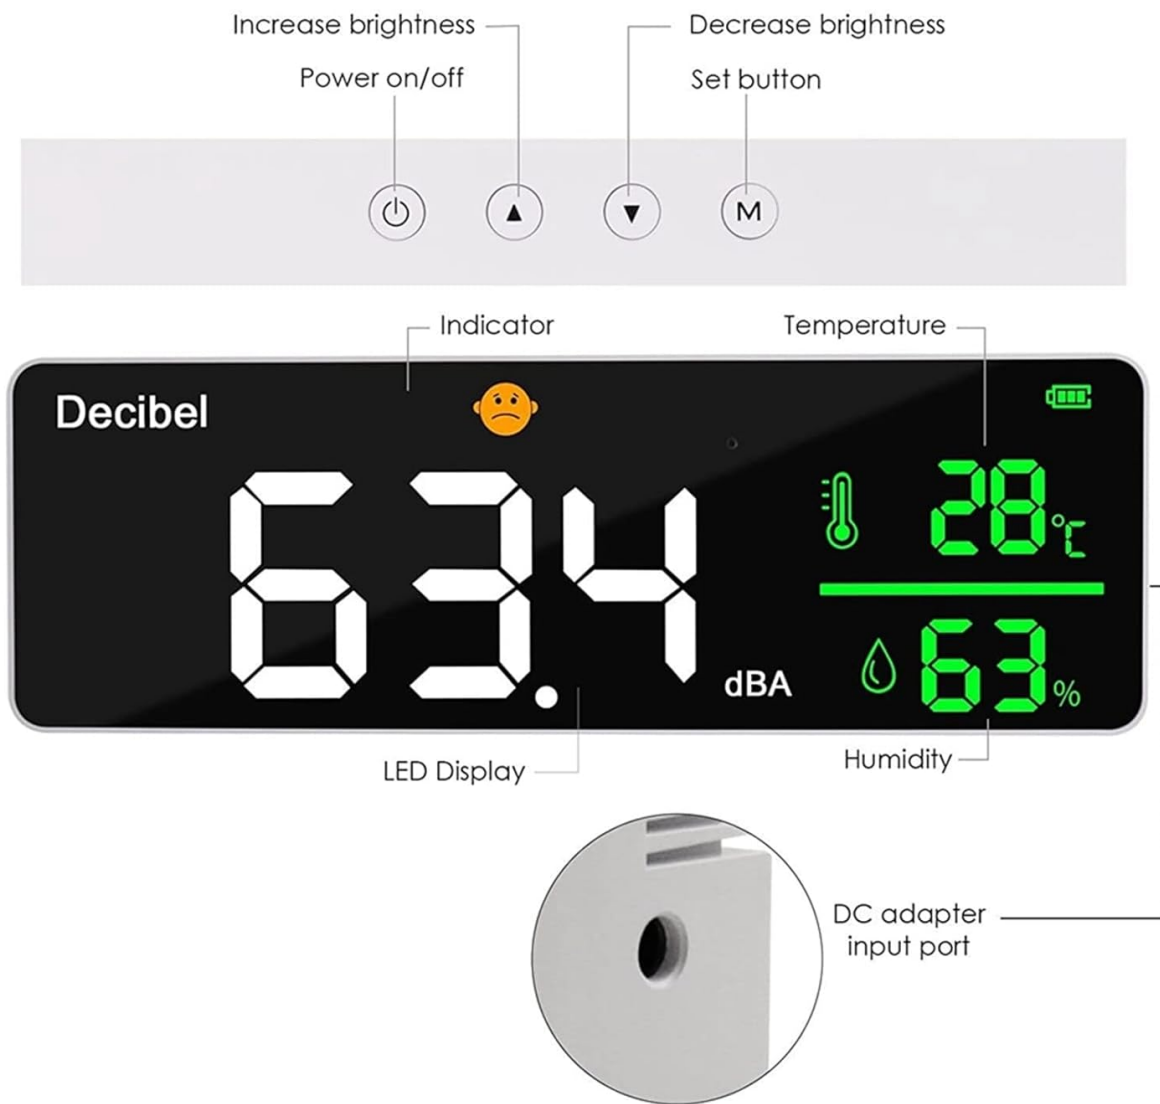 Increase brightness
Decrease brightness
Power on/off
Set button
M
Indicator
Temperature
Decibel
28 °C
63.4
dBA
63 %
LED Display
Humidity
DC adapter
input port